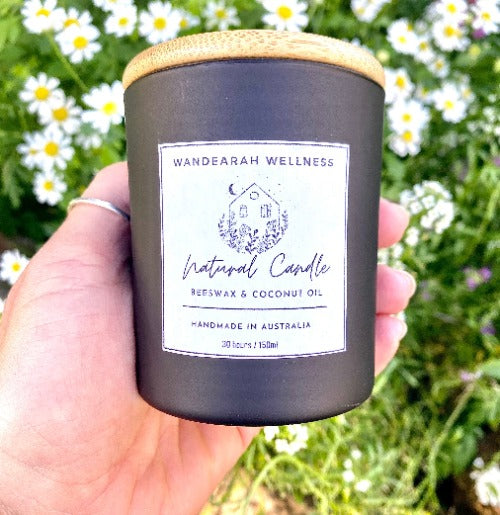 WANDEARAH WELLNESS
Natural Candle
BEESWAX & COCONUT OIL
HANDMADE IN AUSTRALIA
30 hours / 150ml